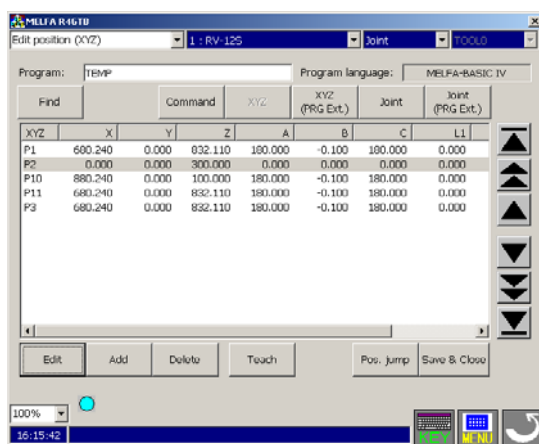 MELFA R46TB
Edit position (XYZ) 1 : RV-12S Joint TOOL0
Program: TEMP Program language: MELFA-BASIC IV
Find Command XYZ XYZ (PRG Ext.) Joint Joint (PRG Ext.)
XYZ X Y Z A B C L1
P1 680.240 0.000 832.110 180.000 -0.100 180.000 0.000
P2 0.000 0.000 300.000 0.000 0.000 0.000 0.000
P10 880.240 0.000 100.000 180.000 -0.100 180.000 0.000
P11 680.240 0.000 832.110 180.000 -0.100 180.000 0.000
P3 680.240 0.000 832.110 180.000 -0.100 180.000 0.000
Edit Add Delete Teach Pos. jump Save & Close
100%
16:15:42 KEY MENU